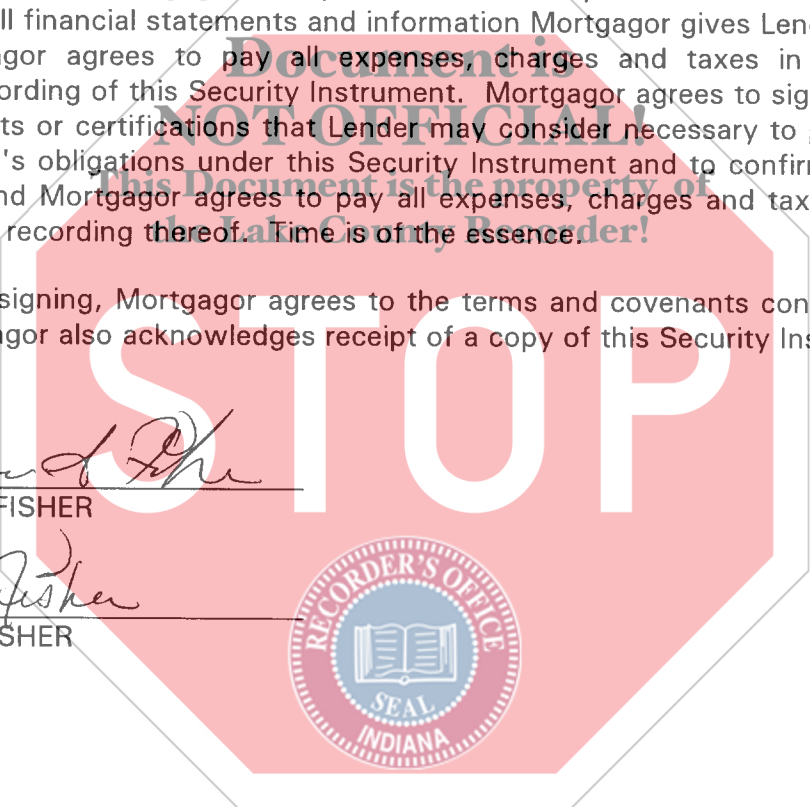 ll financial statements and information Mortgagor gives Lend
gor agrees to pay all expenses, charges and taxes in
ording of this Security Instrument. Mortgagor agrees to sig
ts or certifications that Lender may consider necessary to
's obligations under this Security Instrument and to confirm
nd Mortgagor agrees to pay all expenses, charges and tax
recording thereof. Time is of the essence.
Document is
NOT OFFICIAL!
This Document is the property of
the Lake County Recorder!
signing, Mortgagor agrees to the terms and covenants con
gor also acknowledges receipt of a copy of this Security Ins
STOP
FISHER
Fisher
SHER
RECORDER'S OFFICE
SEAL
INDIANA